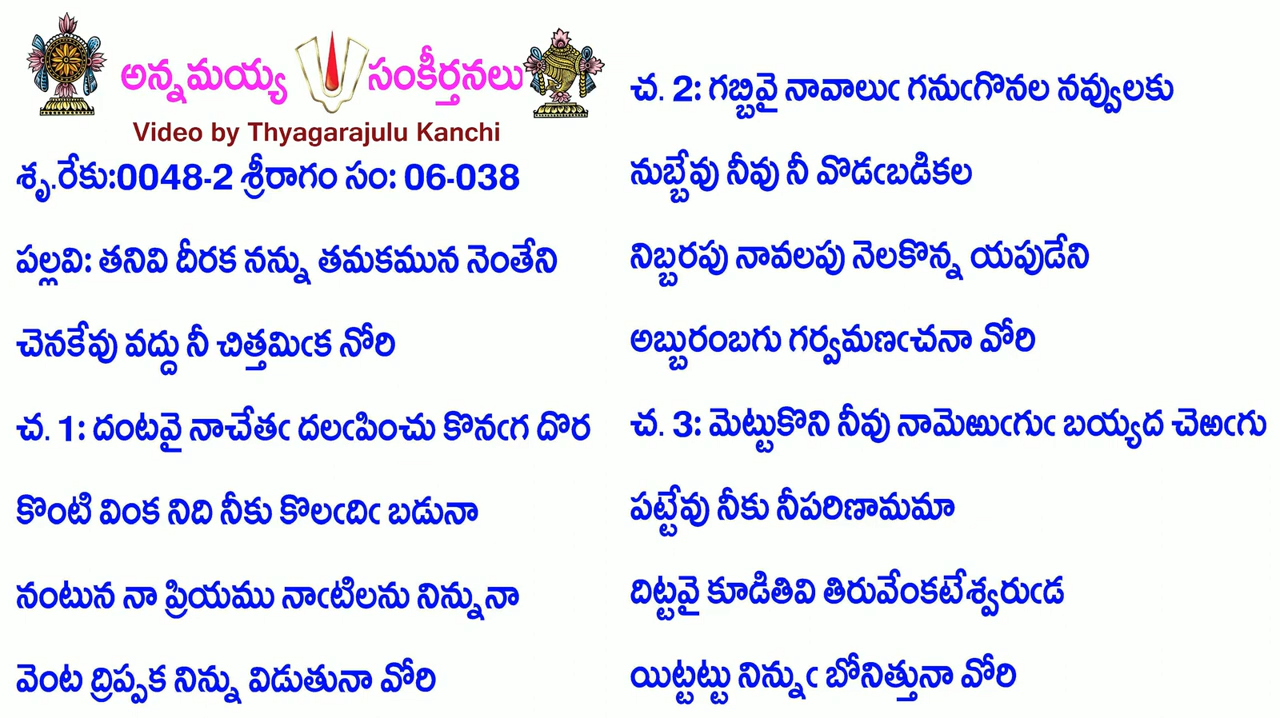 అన్నమయ్య సంకీర్తనలు
Video by Thyagarajulu Kanchi
శృ.రేకు:0048-2 శ్రీరాగం సం: 06-038
పల్లవి: తనివి దీరక నన్ను తమకమున నెంతేని
చెనకేవు వద్దు నీ చిత్తమిఁక నోరి
చ. 1: దంటవై నాచేతఁ దలఁపించు కొనఁగ దొర
కొంటి వింక నిది నీకు కొలఁదిఁ బడునా
నంటున నా ప్రియము నాఁటిలను నిన్నునా
వెంట ద్రిప్పక నిన్ను విడుతునా వోరి
చ. 2: గబ్బివై నావాలుఁ గనుఁగొనల నవ్వులకు
నుబ్బేవు నీవు నీ వొడఁబడికల
నిబ్బరపు నావలపు నెలకొన్న యపుడేని
అబ్బురంబగు గర్వమణఁచనా వోరి
చ. 3: మెట్టుకొని నీవు నామెఱుఁగుఁ బయ్యద చెఱఁగు
పట్టేవు నీకు నీపరిణామమా
దిట్టవై కూడితివి తిరువేంకటేశ్వరుఁడ
యిట్టట్టు నిన్నుఁ బోనిత్తునా వోరి